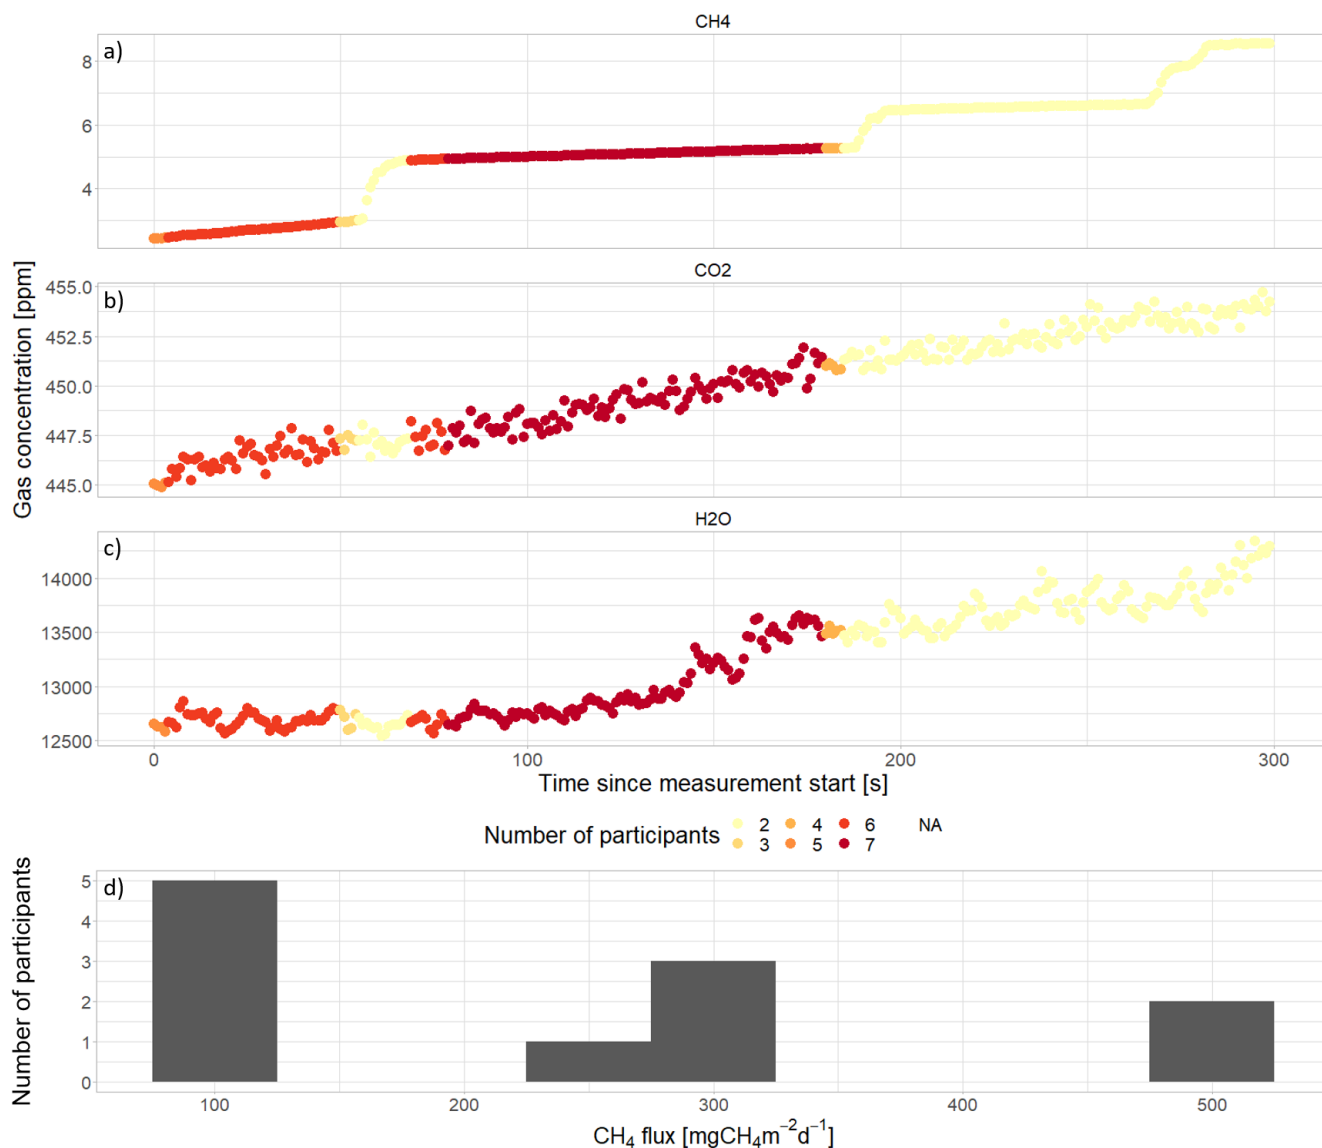 CH4
a)
8
6
4
CO2
b)
455.0
452.5
450.0
447.5
445.0
Gas concentration [ppm]
H2O
c)
14000
13500
13000
12500
0 100 200 300
Time since measurement start [s]
Number of participants 2 4 6 NA
3 5 7
d)
5
4
3
2
1
0
Number of participants
100 200 300 400 500
CH₄ flux [mgCH₄m⁻²d⁻¹]